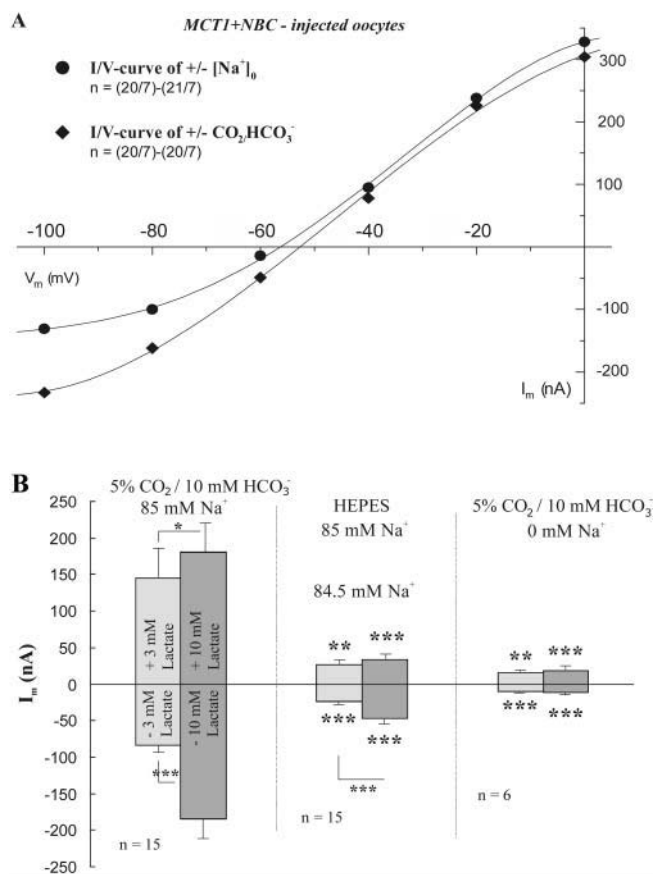 A
MCT1+NBC - injected oocytes
I/V-curve of +/- [Na⁺]₀
n = (20/7)-(21/7)
I/V-curve of +/- CO₂/HCO₃⁻
n = (20/7)-(20/7)
300
200
100
-100 -80 -60 -40 -20
Vₘ (mV)
-100
-200
Iₘ (nA)
B
5% CO₂ / 10 mM HCO₃⁻
85 mM Na⁺
HEPES
85 mM Na⁺
84.5 mM Na⁺
5% CO₂ / 10 mM HCO₃⁻
0 mM Na⁺
Iₘ (nA)
250
200
150
100
50
0
-50
-100
-150
-200
-250
*
+ 3 mM
Lactate
+ 10 mM
Lactate
- 3 mM
Lactate
- 10 mM
Lactate
***
n = 15
** ***
*** ***
***
n = 15
** ***
*** ***
n = 6